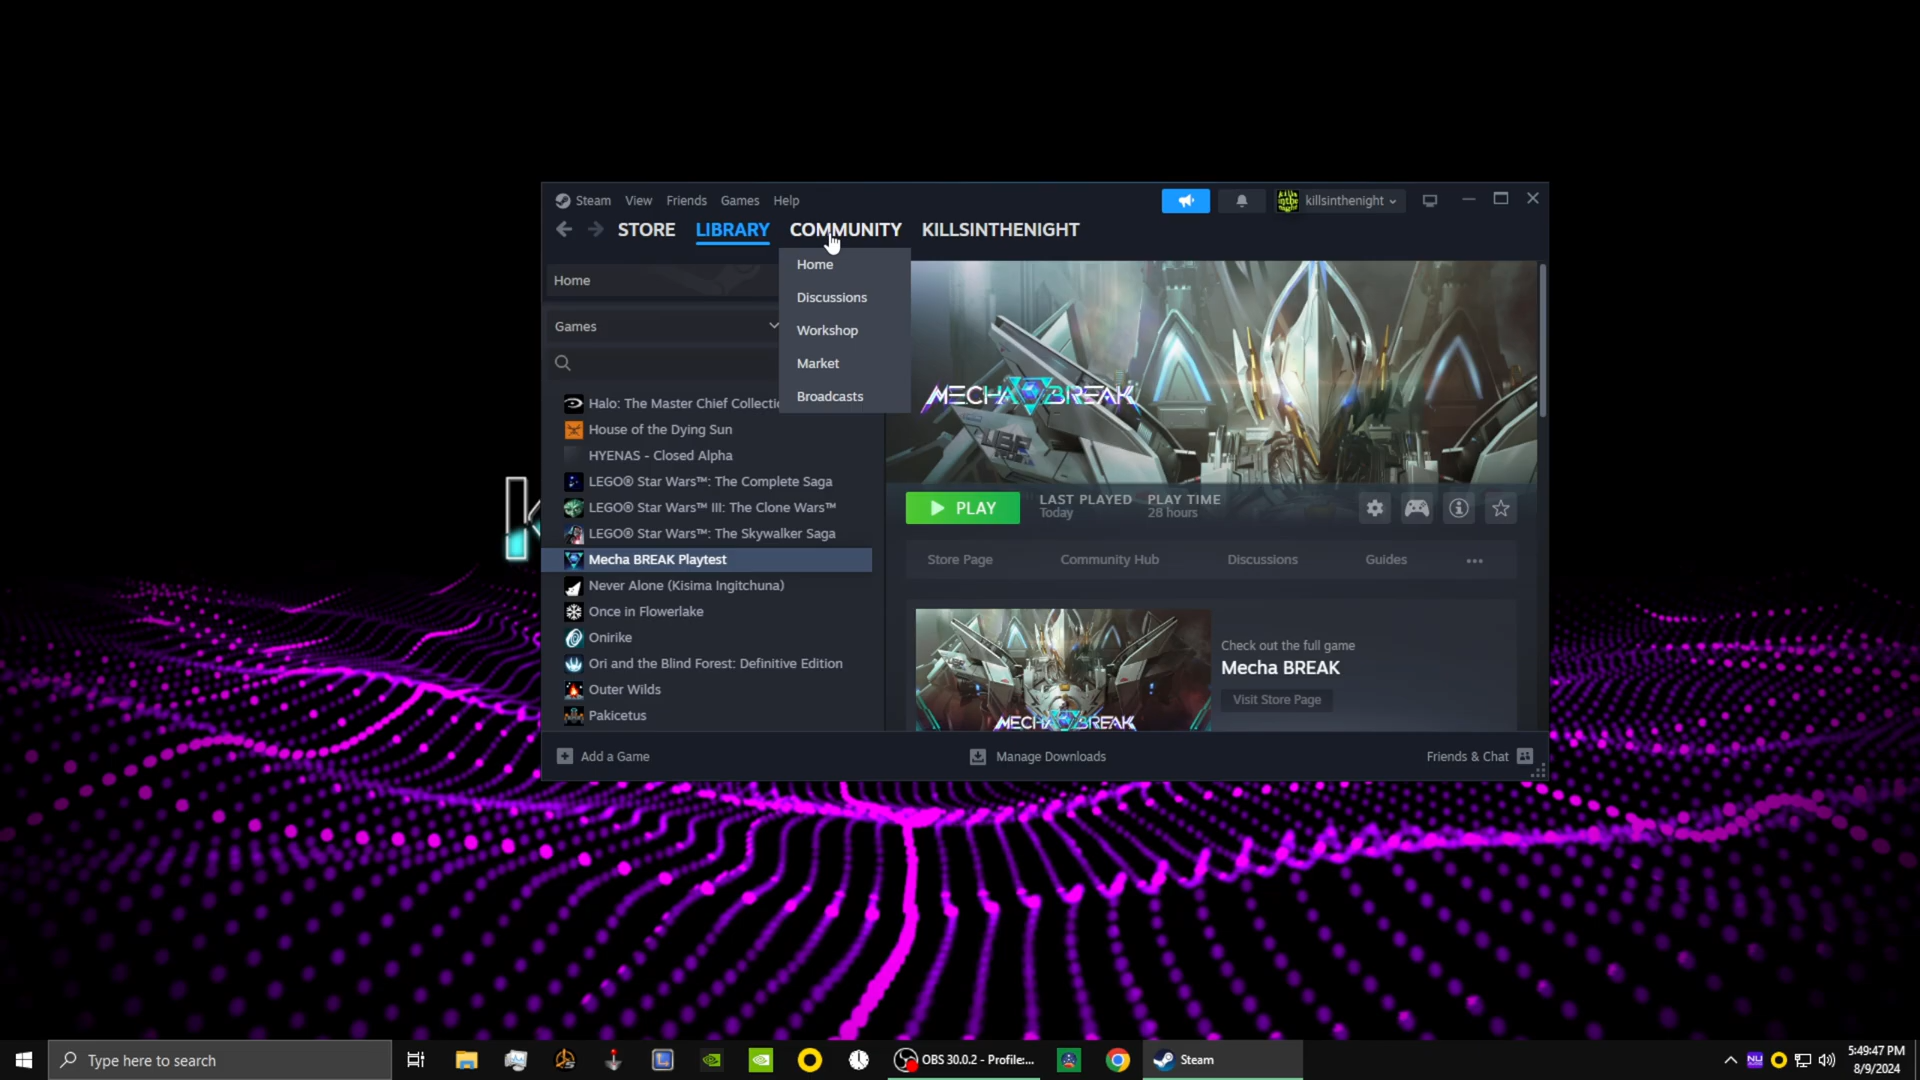 Steam View Friends Games Help
killsinthenight
STORE LIBRARY COMMUNITY KILLSINTHENIGHT
Home
Discussions
Workshop
Market
Broadcasts
Home
Games
Halo: The Master Chief Collectio
House of the Dying Sun
HYENAS - Closed Alpha
LEGO® Star Wars™: The Complete Saga
LEGO® Star Wars™ III: The Clone Wars™
LEGO® Star Wars™: The Skywalker Saga
Mecha BREAK Playtest
Never Alone (Kisima Ingitchuna)
Once in Flowerlake
Onirike
Ori and the Blind Forest: Definitive Edition
Outer Wilds
Pakicetus
MECHA BREAK
PLAY
LAST PLAYED
Today
PLAY TIME
28 hours
Store Page Community Hub Discussions Guides
MECHA BREAK
Check out the full game
Mecha BREAK
Visit Store Page
Add a Game
Manage Downloads
Friends & Chat
Type here to search
OBS 30.0.2 - Profile:...
Steam
NU
5:49:47 PM
8/9/2024